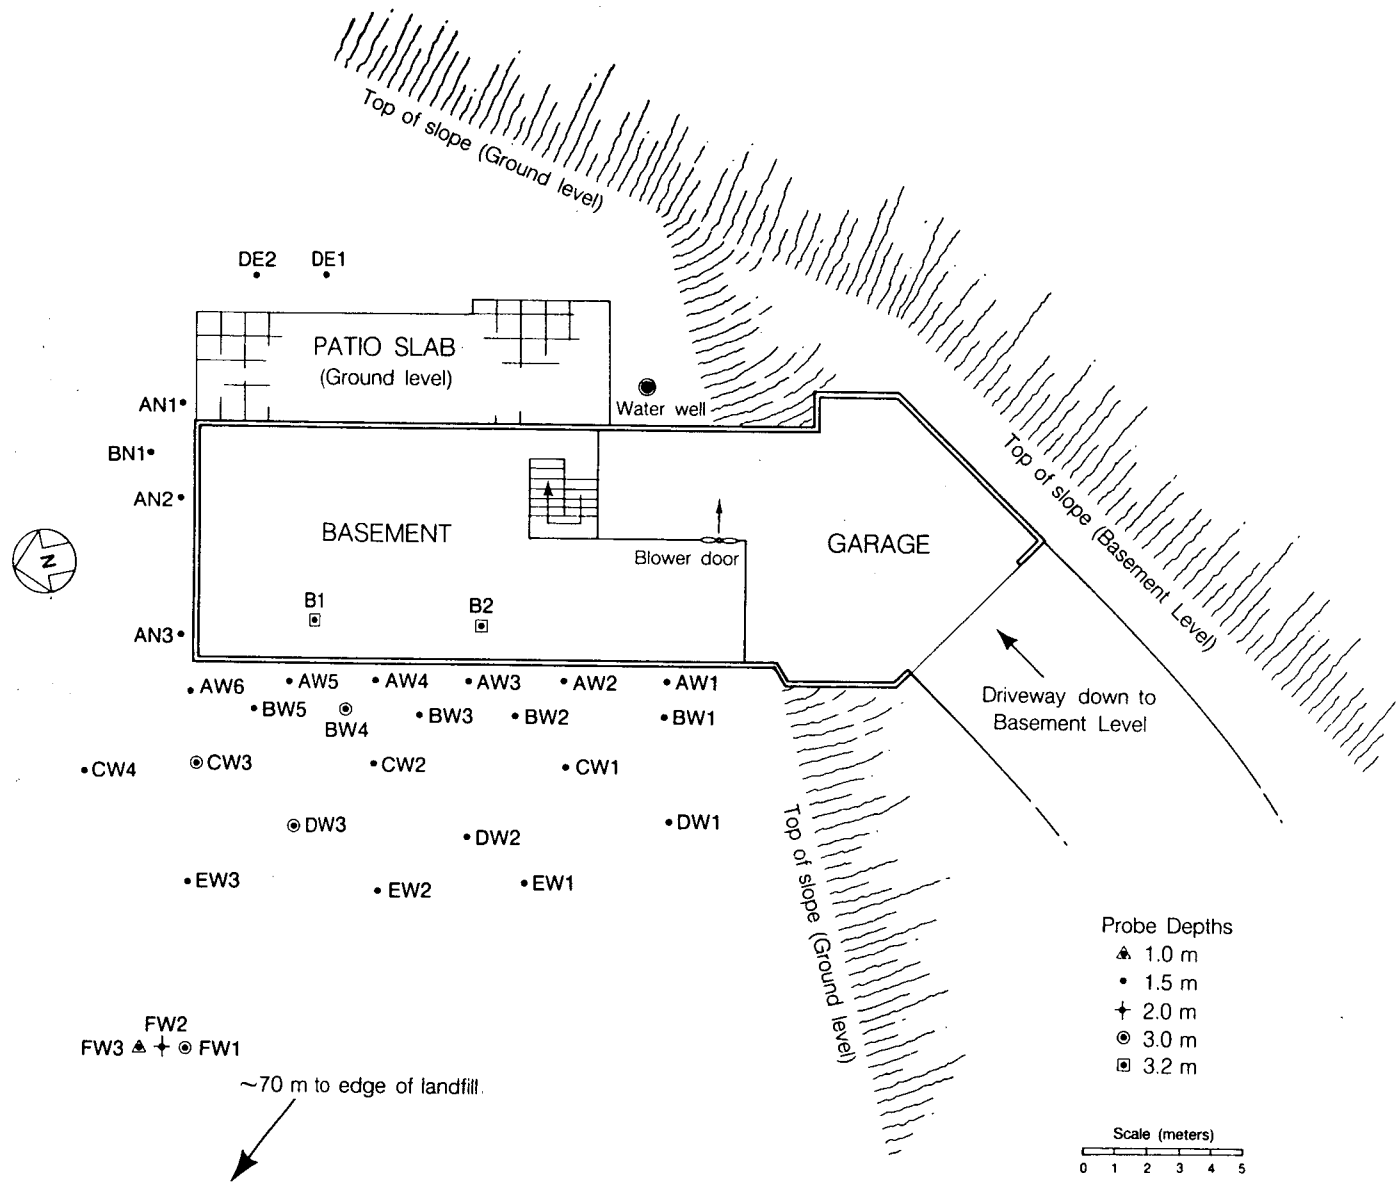 Top of slope (Ground level)
DE2 DE1
PATIO SLAB
(Ground level)
AN1
Water well
BN1
AN2
Top of slope (Basement Level)
BASEMENT
Blower door
GARAGE
N
B1
B2
AN3
AW6 AW5 AW4 AW3 AW2 AW1
BW5 BW4 BW3 BW2 BW1
Driveway down to
Basement Level
CW4 CW3 CW2 CW1
DW3 DW2 DW1
Top of slope (Ground level)
EW3 EW2 EW1
Probe Depths
1.0 m
1.5 m
2.0 m
3.0 m
3.2 m
FW2
FW3 FW1
~70 m to edge of landfill
Scale (meters)
0 1 2 3 4 5